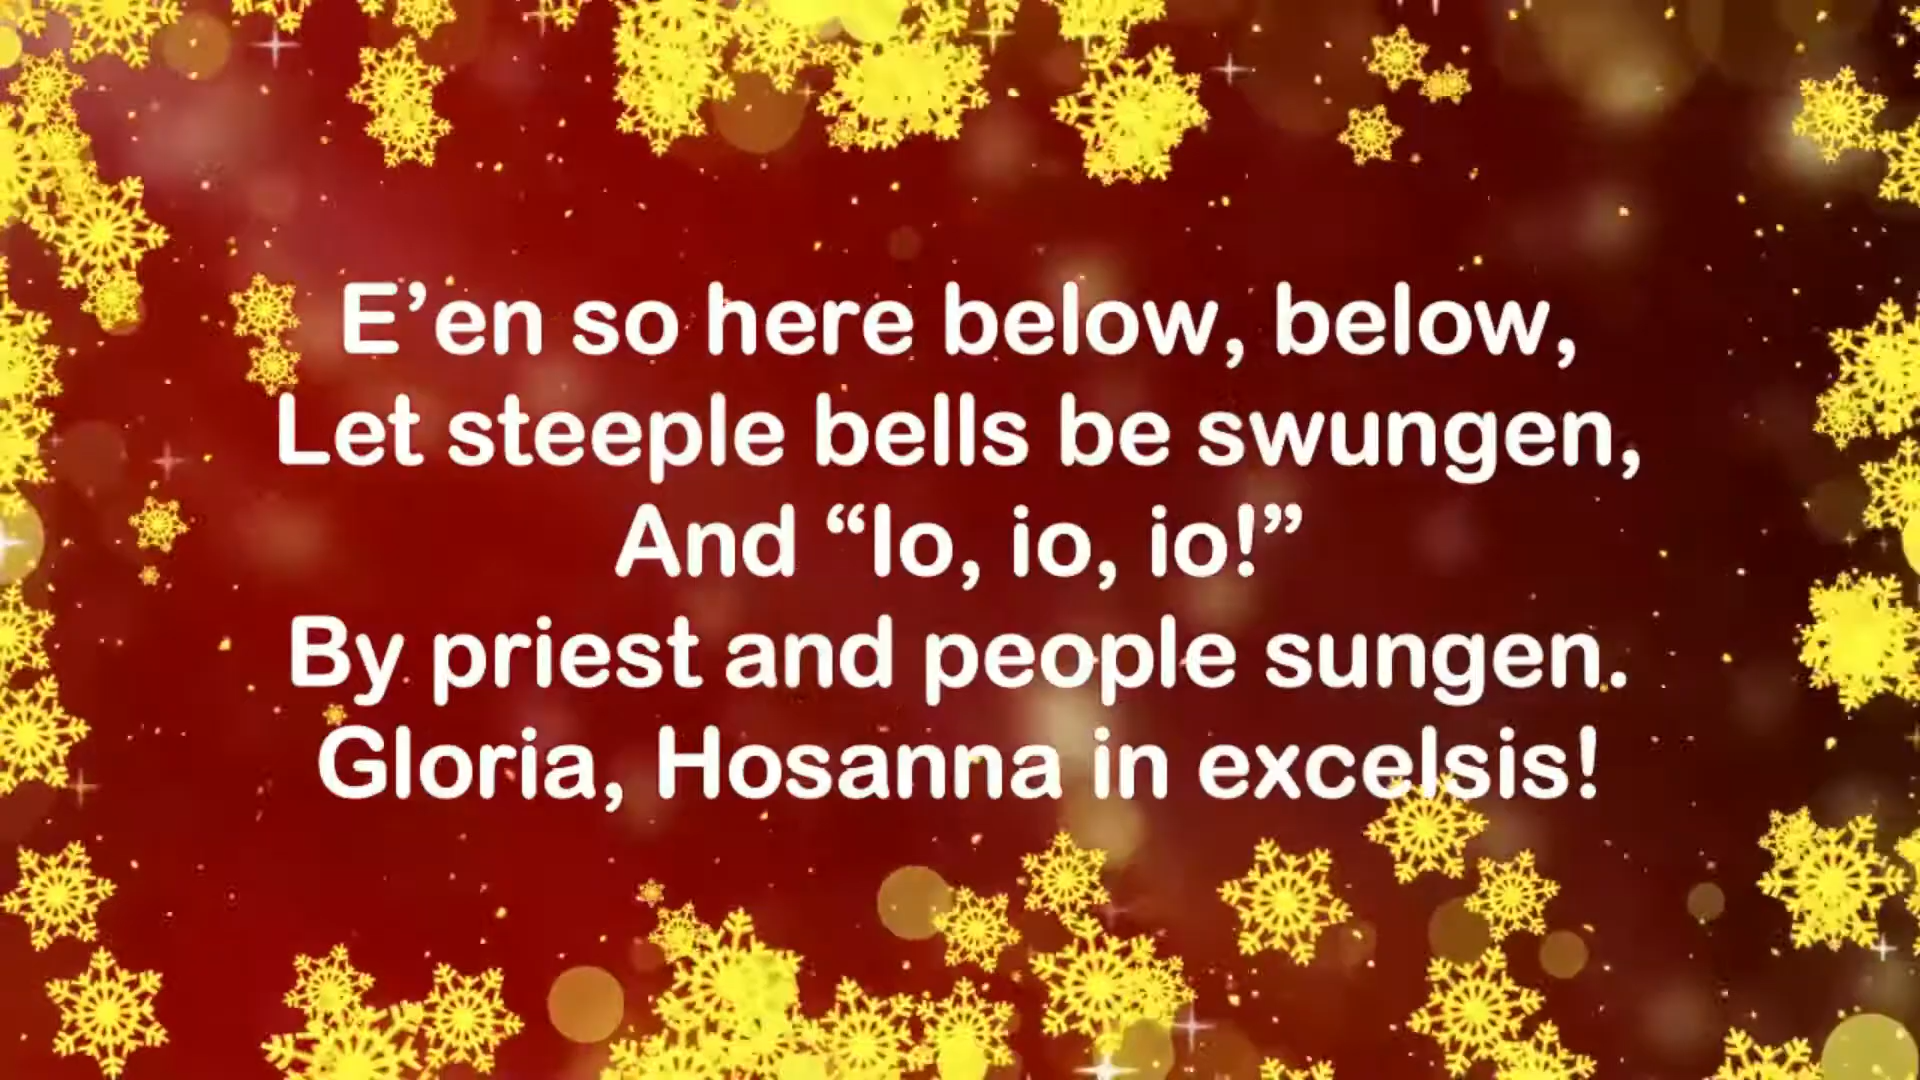 E’en so here below, below,
Let steeple bells be swungen,
And “Io, io, io!”
By priest and people sungen.
Gloria, Hosanna in excelsis!